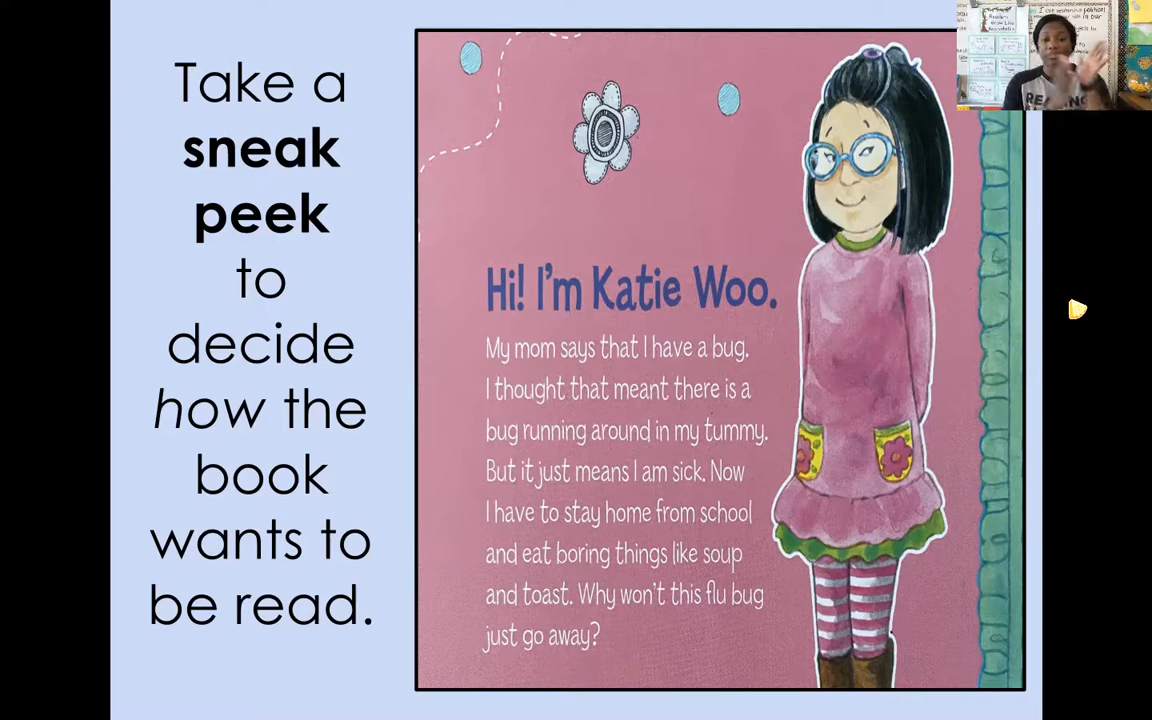 Take a
sneak
peek
to
decide
how the
book
wants to
be read.
Hi! I'm Katie Woo.
My mom says that I have a bug.
I thought that meant there is a
bug running around in my tummy.
But it just means I am sick. Now
I have to stay home from school
and eat boring things like soup
and toast. Why won't this flu bug
just go away?